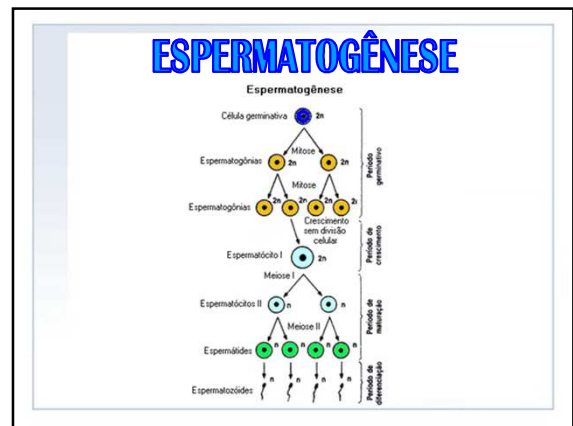 ESPERMATOGÊNESE
Espermatogênese
Célula germinativa 2n
Mitose
Espermatogônias 2n 2n
Período germinativo
Mitose
Espermatogônias 2n 2n 2n 2n
Crescimento
sem divisão
celular
Espermatócito I 2n
Período de crescimento
Meiose I
Espermatócitos II n n
Meiose II
Período de maturação
Espermátides n n n n
n n n n
Espermatozóides
Período de diferenciação